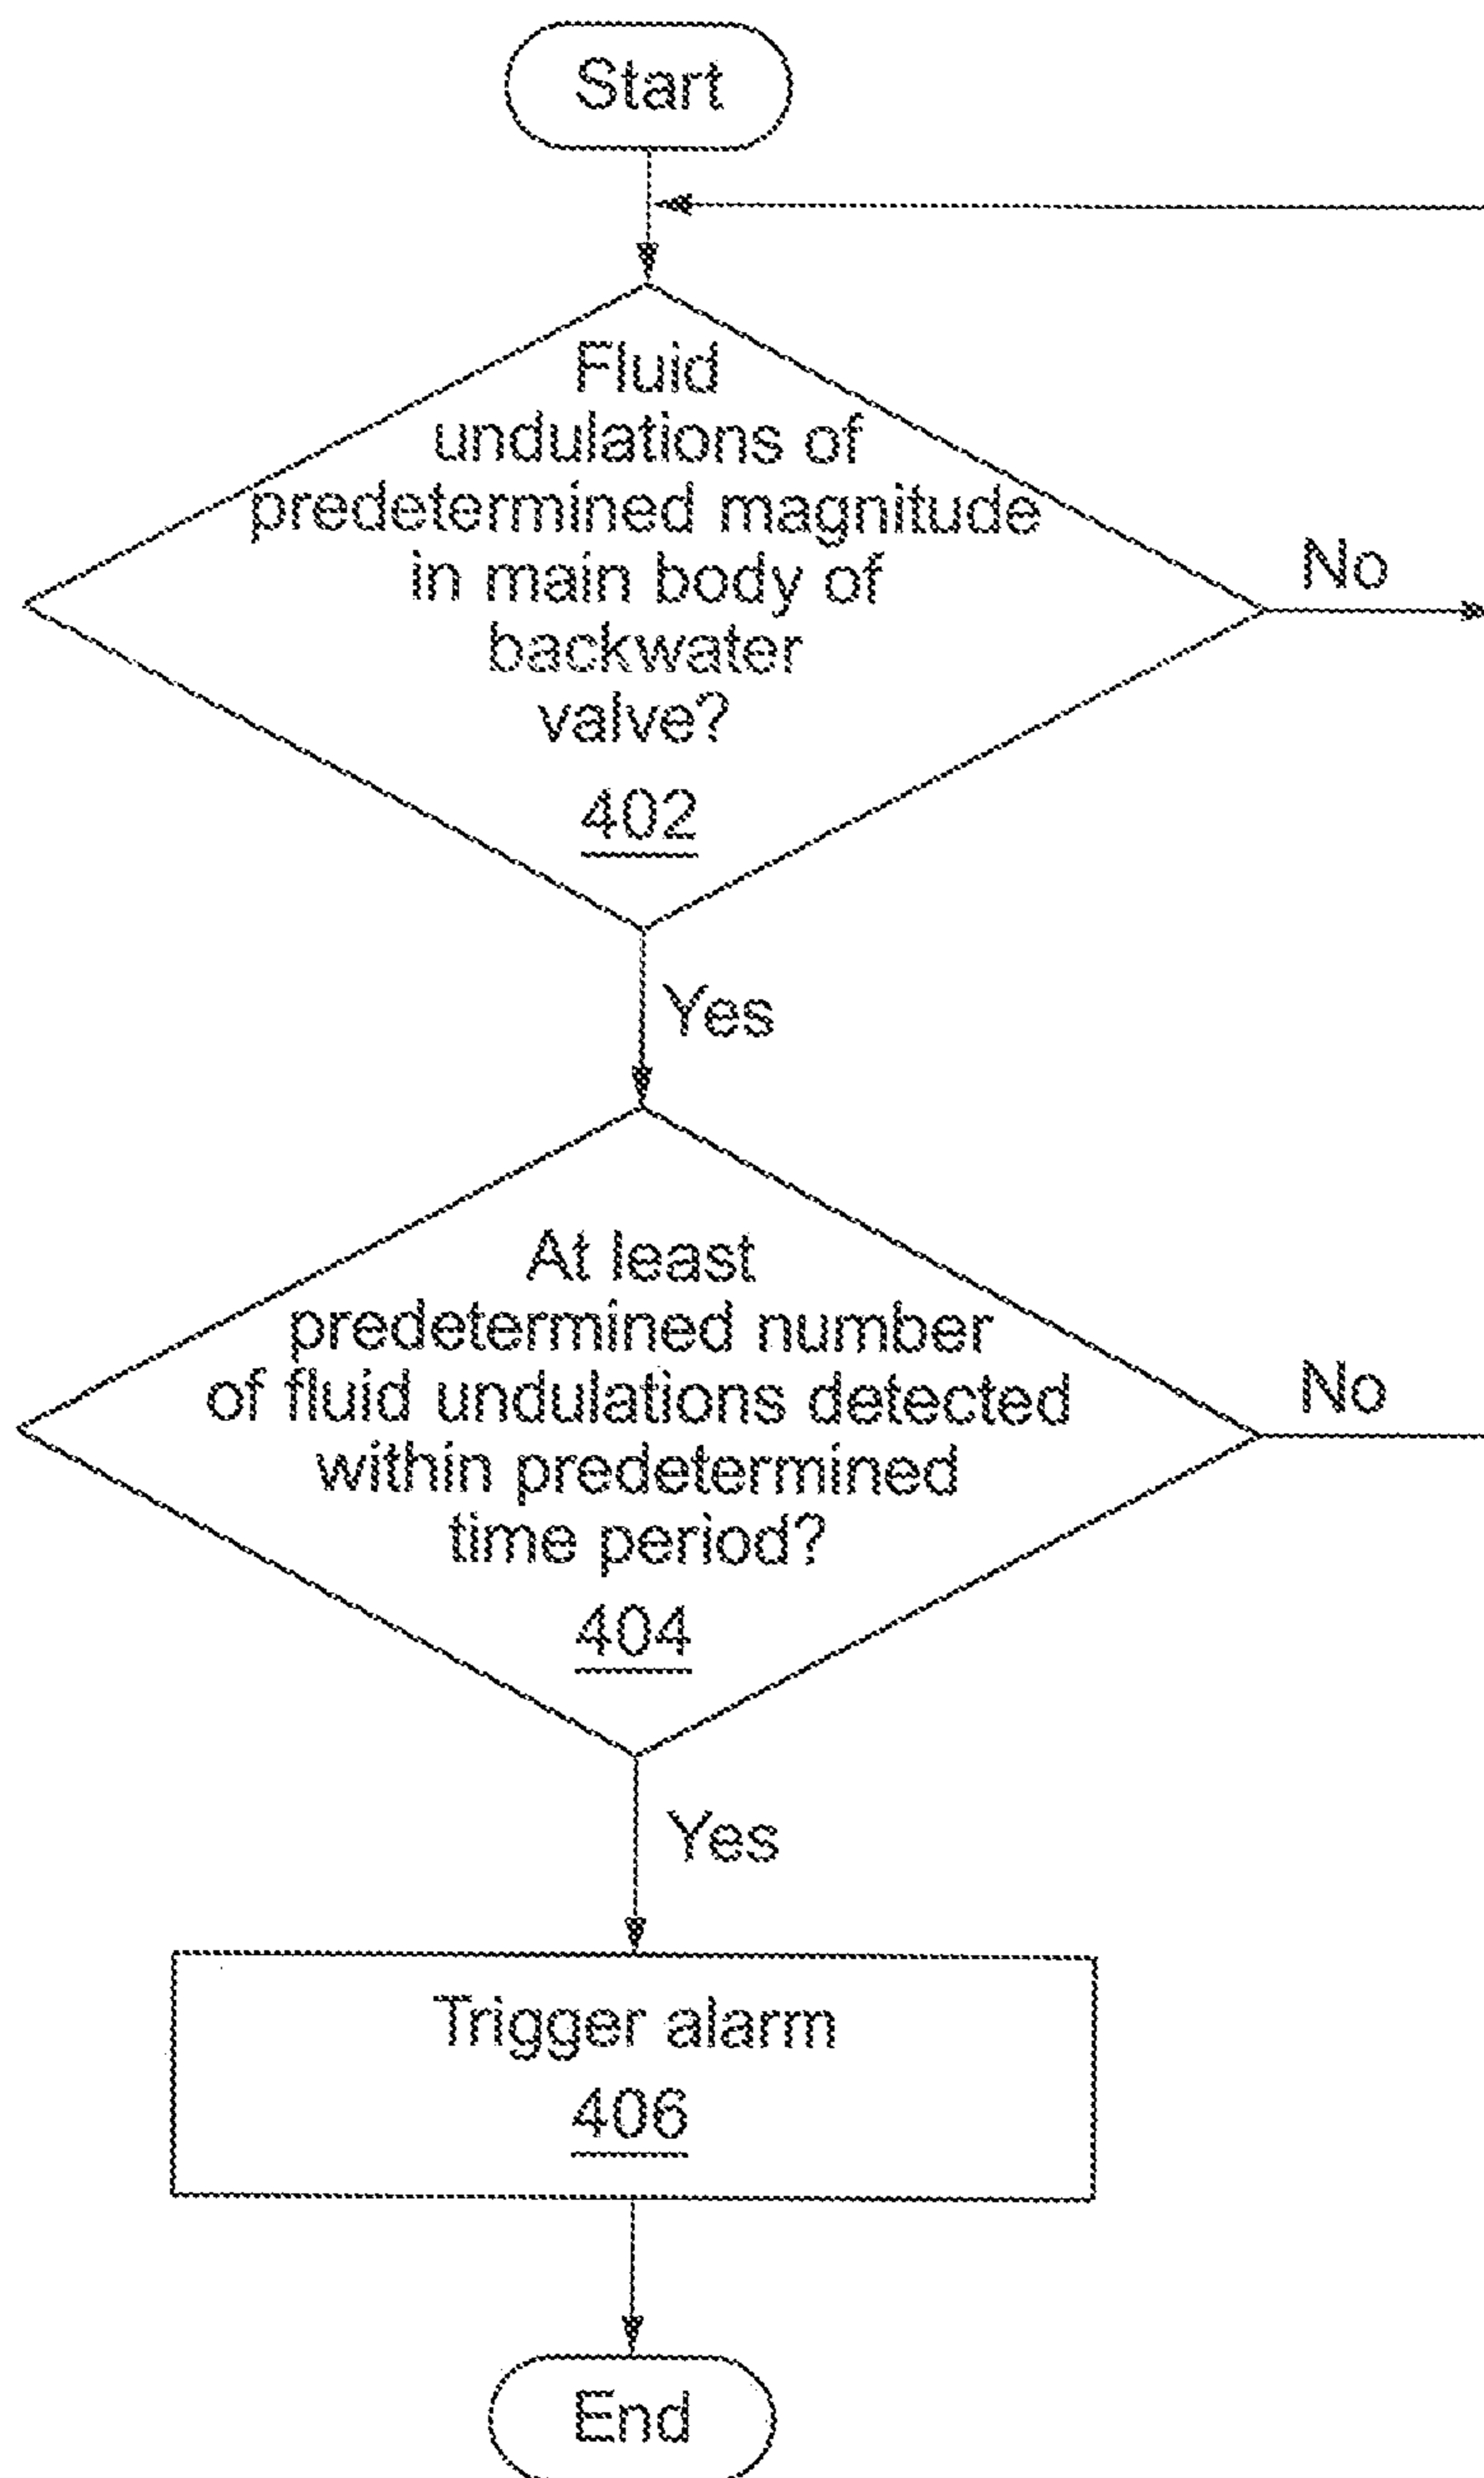 Start
Fluid
undulations of
predetermined magnitude
in main body of
backwater
valve?
402
No
Yes
At least
predetermined number
of fluid undulations detected
within predetermined
time period?
404
No
Yes
Trigger alarm
406
End